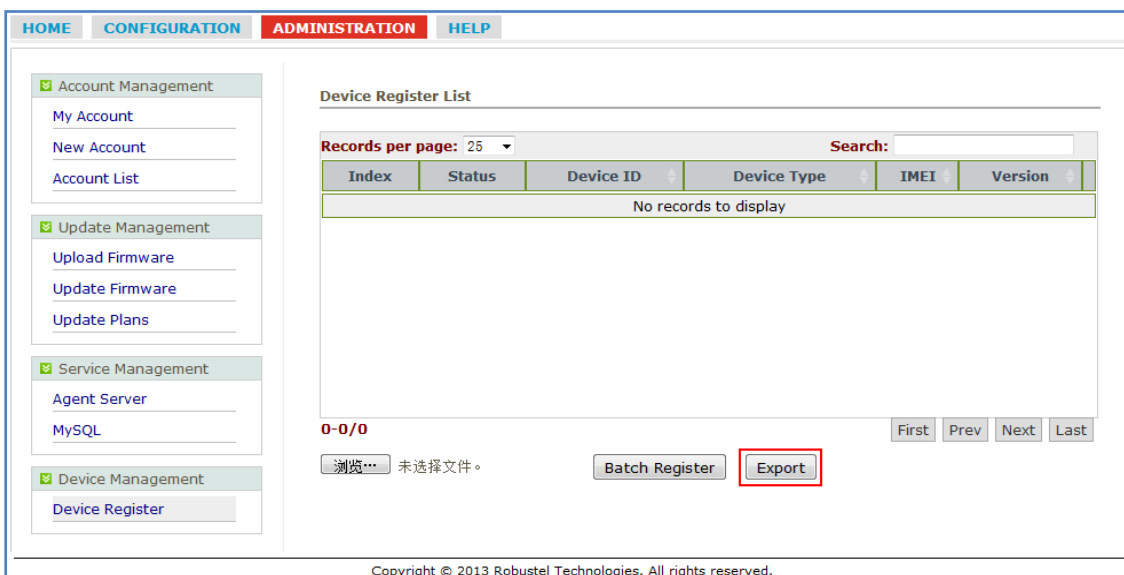 HOME CONFIGURATION ADMINISTRATION HELP
Account Management
My Account
New Account
Account List
Update Management
Upload Firmware
Update Firmware
Update Plans
Service Management
Agent Server
MySQL
Device Management
Device Register
Device Register List
Records per page: 25 Search:
Index Status Device ID Device Type IMEI Version
No records to display
0-0/0 First Prev Next Last
浏览… 未选择文件。 Batch Register Export
Copyright © 2013 Robustel Technologies. All rights reserved.